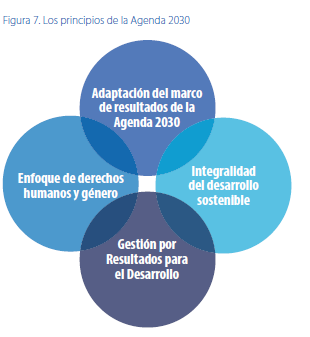 Figura 7. Los principios de la Agenda 2030
Adaptación del marco
de resultados de la
Agenda 2030
Enfoque de derechos
humanos y género
Integralidad
del desarrollo
sostenible
Gestión por
Resultados para
el Desarrollo